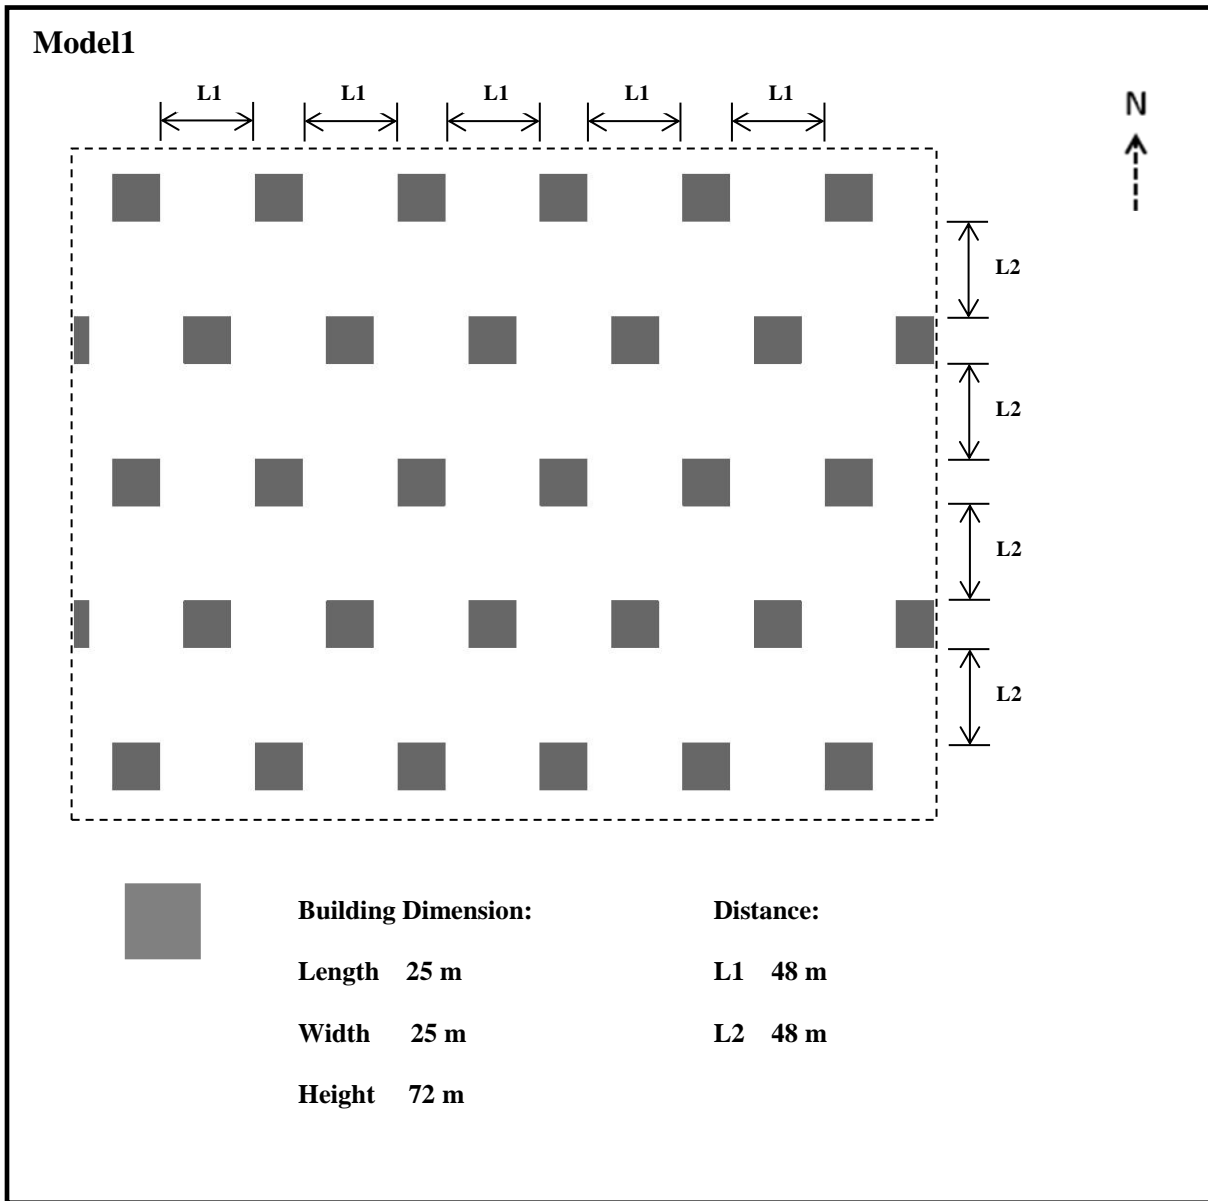 Model1
L1 L1 L1 L1 L1
N
L2
L2
L2
L2
Building Dimension: Distance:
Length 25 m L1 48 m
Width 25 m L2 48 m
Height 72 m